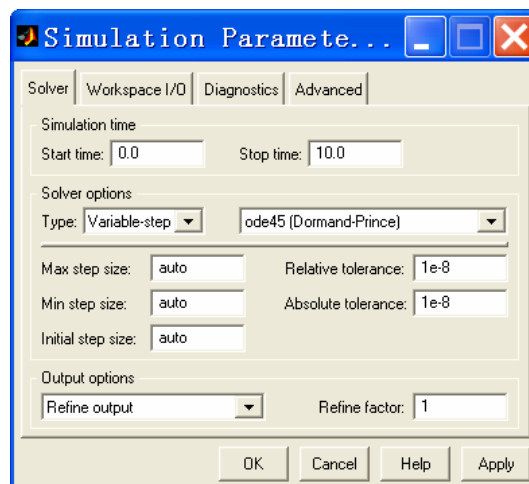 Simulation Paramete...
Solver Workspace I/O Diagnostics Advanced
Simulation time
Start time: 0.0 Stop time: 10.0
Solver options
Type: Variable-step ode45 (Dormand-Prince)
Max step size: auto Relative tolerance: 1e-8
Min step size: auto Absolute tolerance: 1e-8
Initial step size: auto
Output options
Refine output Refine factor: 1
OK Cancel Help Apply